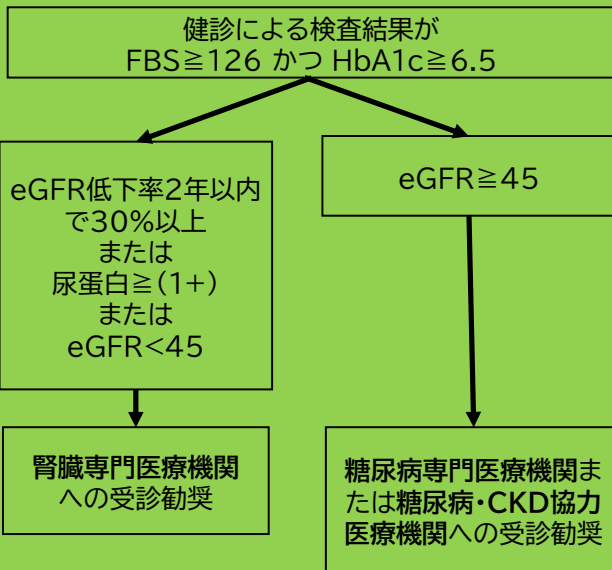 健診による検査結果が
FBS≧126 かつ HbA1c≧6.5
eGFR低下率2年以内
で30%以上
または
尿蛋白≧(1+)
または
eGFR<45
eGFR≧45
腎臓専門医療機関
への受診勧奨
糖尿病専門医療機関ま
たは糖尿病・CKD協力
医療機関への受診勧奨